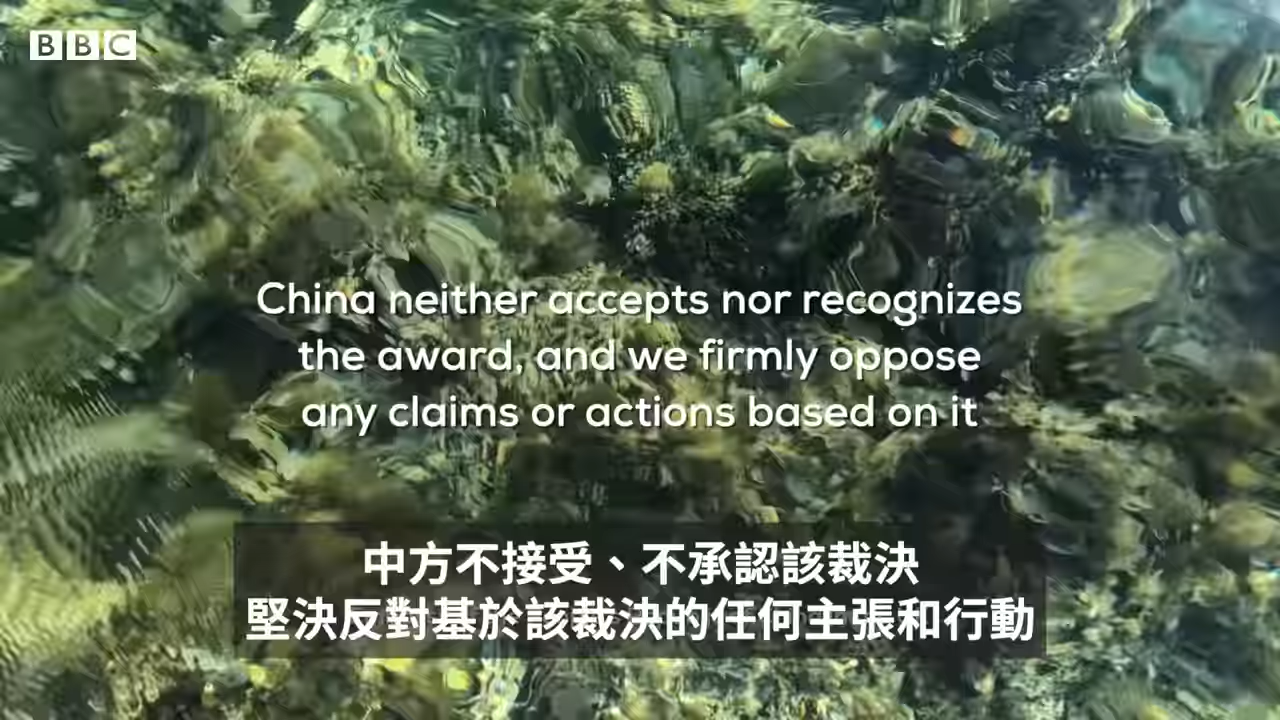 BBC
China neither accepts nor recognizes
the award, and we firmly oppose
any claims or actions based on it
中方不接受、不承認該裁決
堅決反對基於該裁決的任何主張和行動